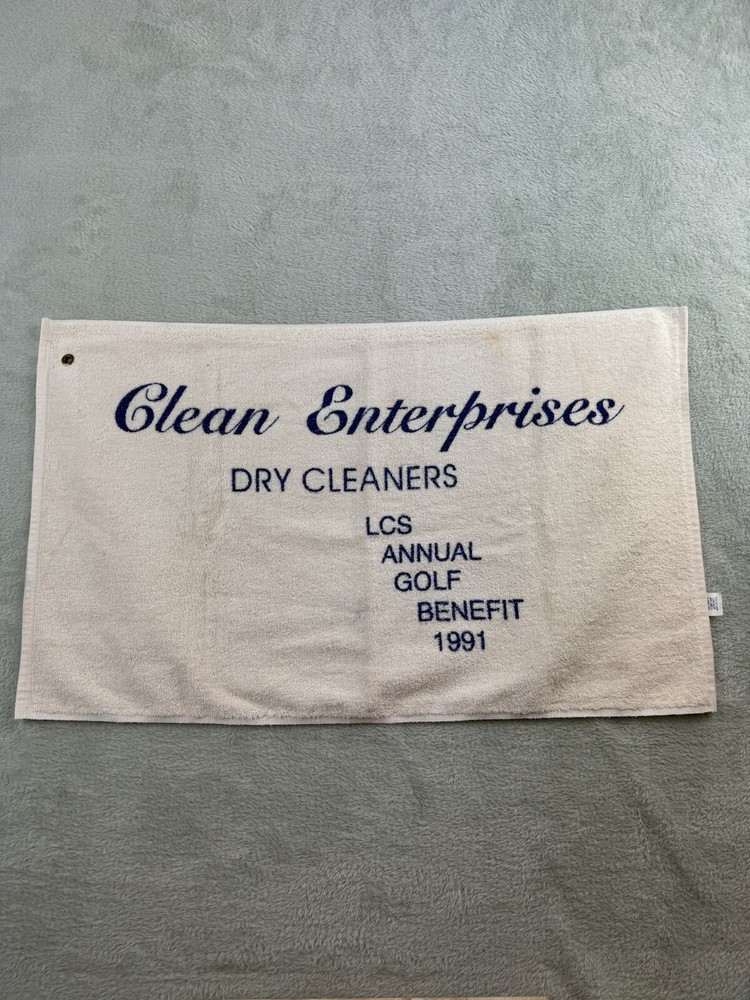 Clean Enterprises
DRY CLEANERS
LCS
ANNUAL
GOLF
BENEFIT
1991